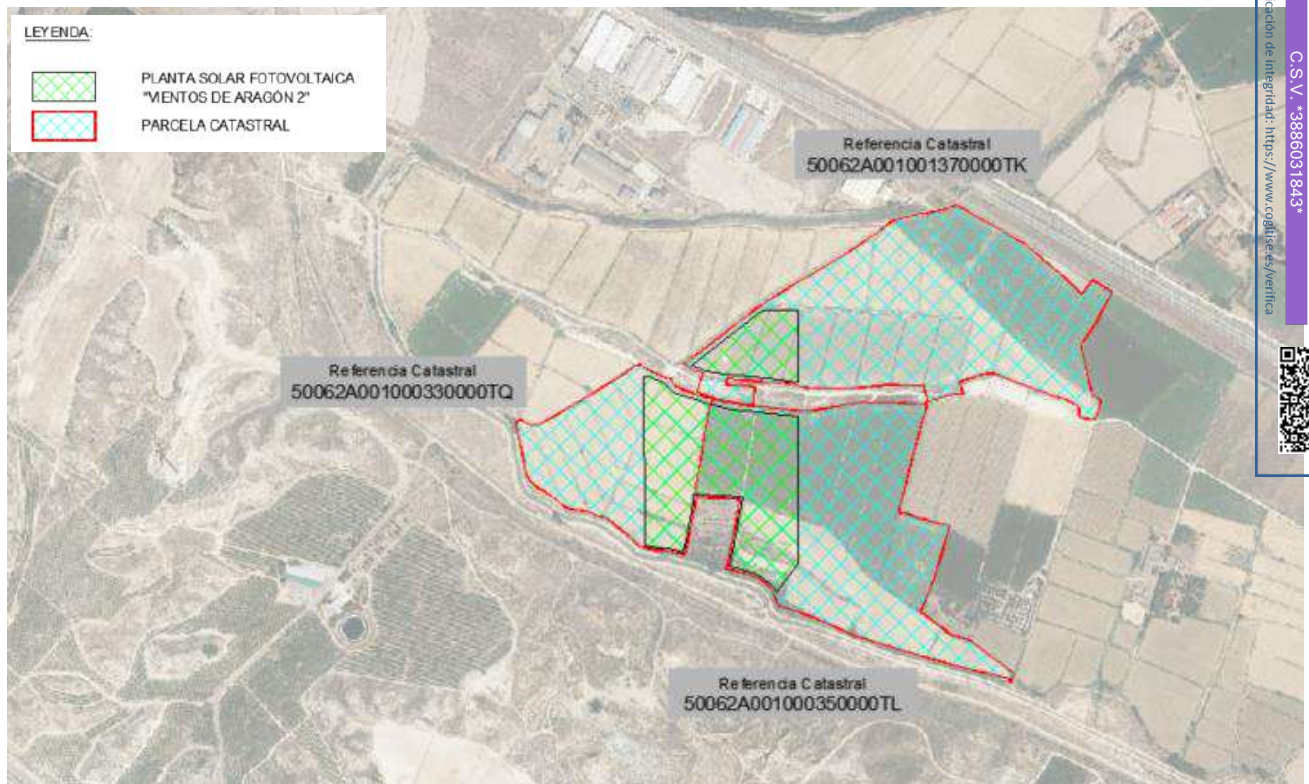 LEYENDA:
PLANTA SOLAR FOTOVOLTAICA
"VIENTOS DE ARAGÓN 2"
PARCELA CATASTRAL
Referencia Catastral
50062A001001370000TK
Referencia Catastral
50062A001000330000TQ
Referencia Catastral
50062A001000350000TL
C.S.V. *3886031843*
cación de integridad: https://www.cogitise.es/verifica